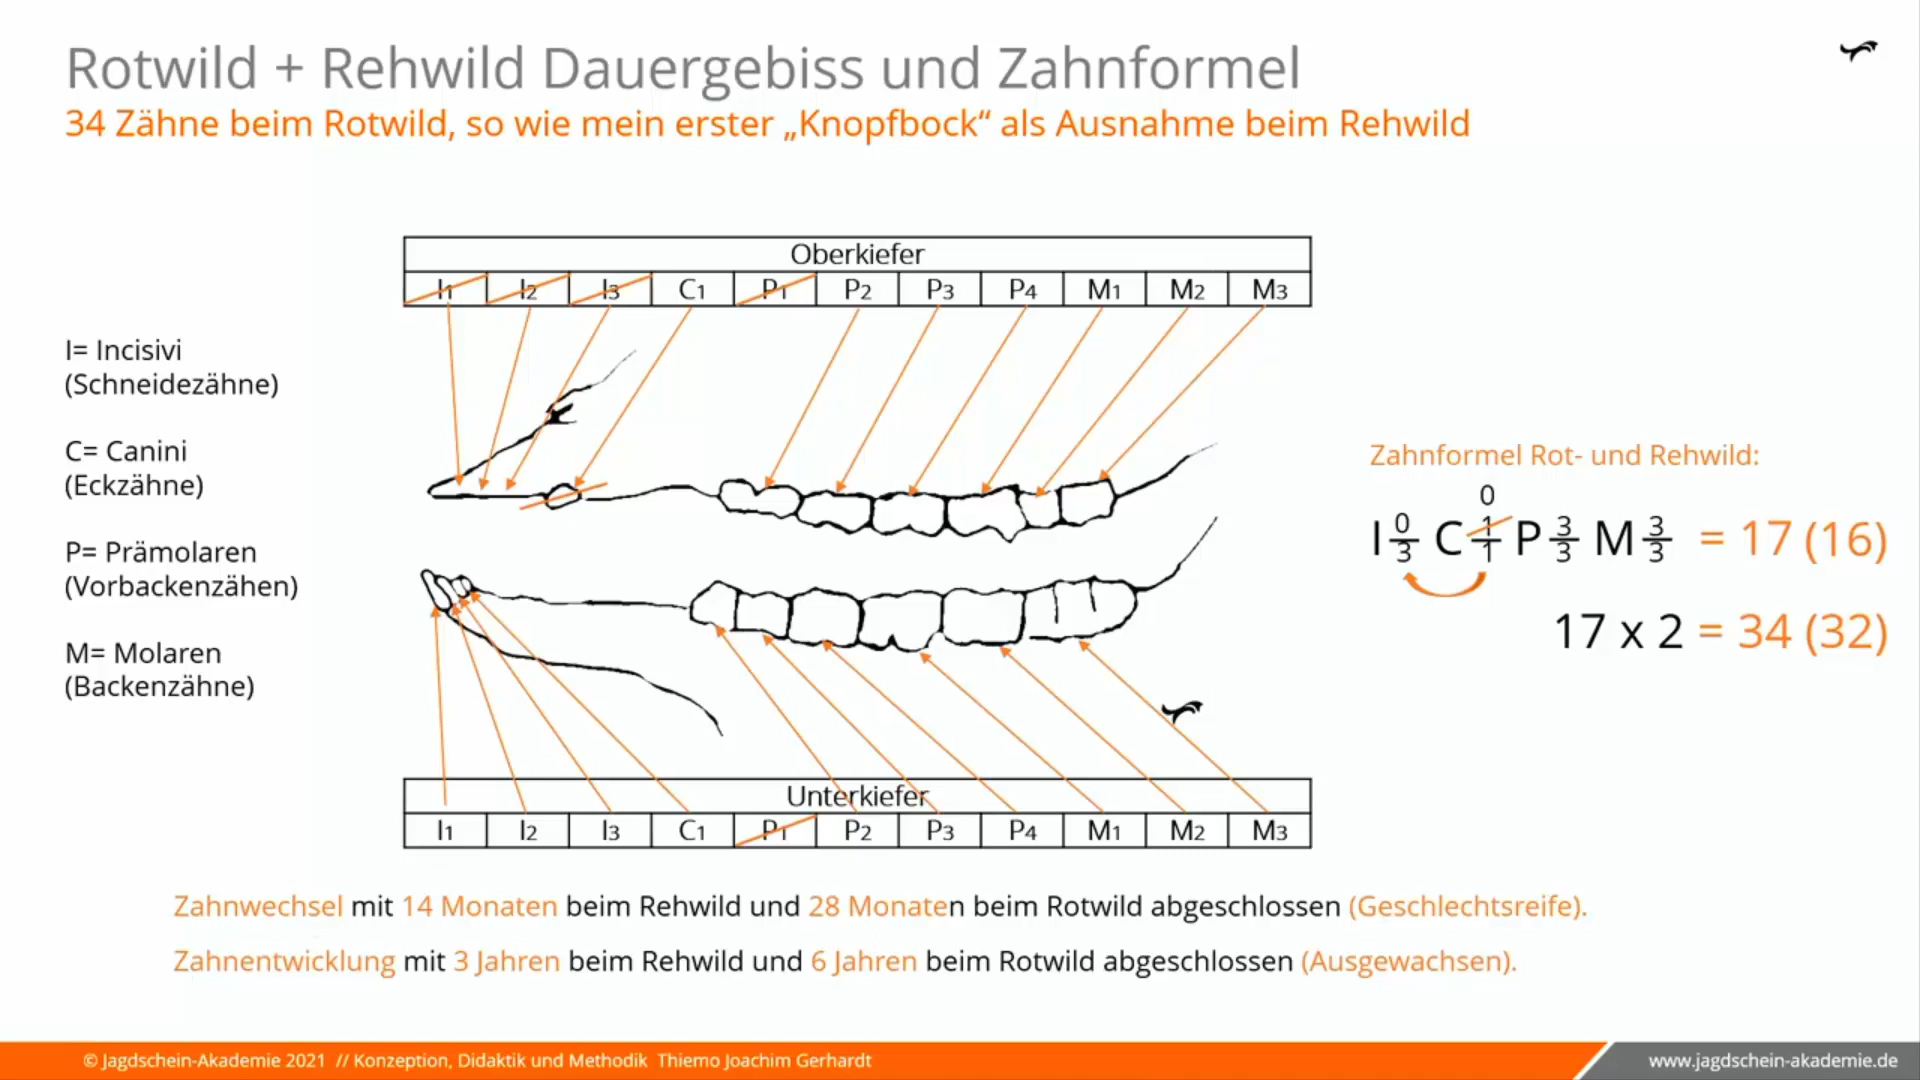 Rotwild + Rehwild Dauergebiss und Zahnformel
34 Zähne beim Rotwild, so wie mein erster „Knopfbock“ als Ausnahme beim Rehwild
Oberkiefer
I1 I2 I3 C1 P1 P2 P3 P4 M1 M2 M3
I= Incisivi
(Schneidezähne)
C= Canini
(Eckzähne)
P= Prämolaren
(Vorbackenzähen)
M= Molaren
(Backenzähne)
Zahnformel Rot- und Rehwild:
0
I 0/3 C 1/1 P 3/3 M 3/3 = 17 (16)
17 x 2 = 34 (32)
Unterkiefer
I1 I2 I3 C1 P1 P2 P3 P4 M1 M2 M3
Zahnwechsel mit 14 Monaten beim Rehwild und 28 Monaten beim Rotwild abgeschlossen (Geschlechtsreife).
Zahnentwicklung mit 3 Jahren beim Rehwild und 6 Jahren beim Rotwild abgeschlossen (Ausgewachsen).
© Jagdschein-Akademie 2021 // Konzeption, Didaktik und Methodik Thiemo Joachim Gerhardt
www.jagdschein-akademie.de